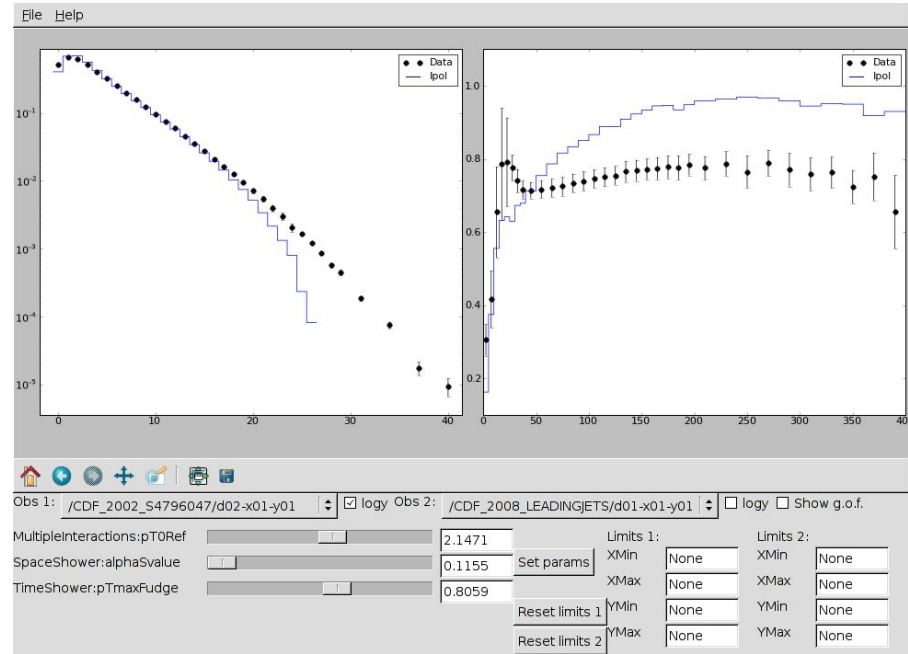 File Help
Data
Ipol
10⁻¹
10⁻²
10⁻³
10⁻⁴
10⁻⁵
0 10 20 30 40
Data
Ipol
1.0
0.8
0.6
0.4
0.2
0 50 100 150 200 250 300 350 400
Obs 1: /CDF_2002_S4796047/d02-x01-y01 logy Obs 2: /CDF_2008_LEADINGJETS/d01-x01-y01 logy Show g.o.f.
MultipleInteractions:pT0Ref 2.1471
SpaceShower:alphaSvalue 0.1155
TimeShower:pTmaxFudge 0.8059
Set params
Reset limits 1
Reset limits 2
Limits 1:
XMin None
XMax None
YMin None
YMax None
Limits 2:
XMin None
XMax None
YMin None
YMax None